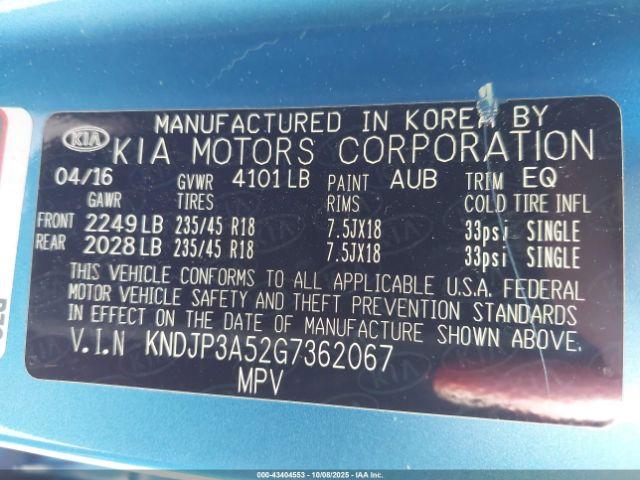 MANUFACTURED IN KOREA BY
KIA KIA MOTORS CORPORATION
04/16 GVWR 4101 LB PAINT AUB TRIM EQ
GAWR TIRES RIMS COLD TIRE INFL
FRONT 2249 LB 235/45 R18 7.5JX18 33psi SINGLE
REAR 2028 LB 235/45 R18 7.5JX18 33psi SINGLE
THIS VEHICLE CONFORMS TO ALL APPLICABLE U.S.A. FEDERAL
MOTOR VEHICLE SAFETY AND THEFT PREVENTION STANDARDS
IN EFFECT ON THE DATE OF MANUFACTURE SHOWN ABOVE.
V.I.N KNDJP3A52G7362067
MPV
000-43404553 | 10/08/2025 | IAA Inc.